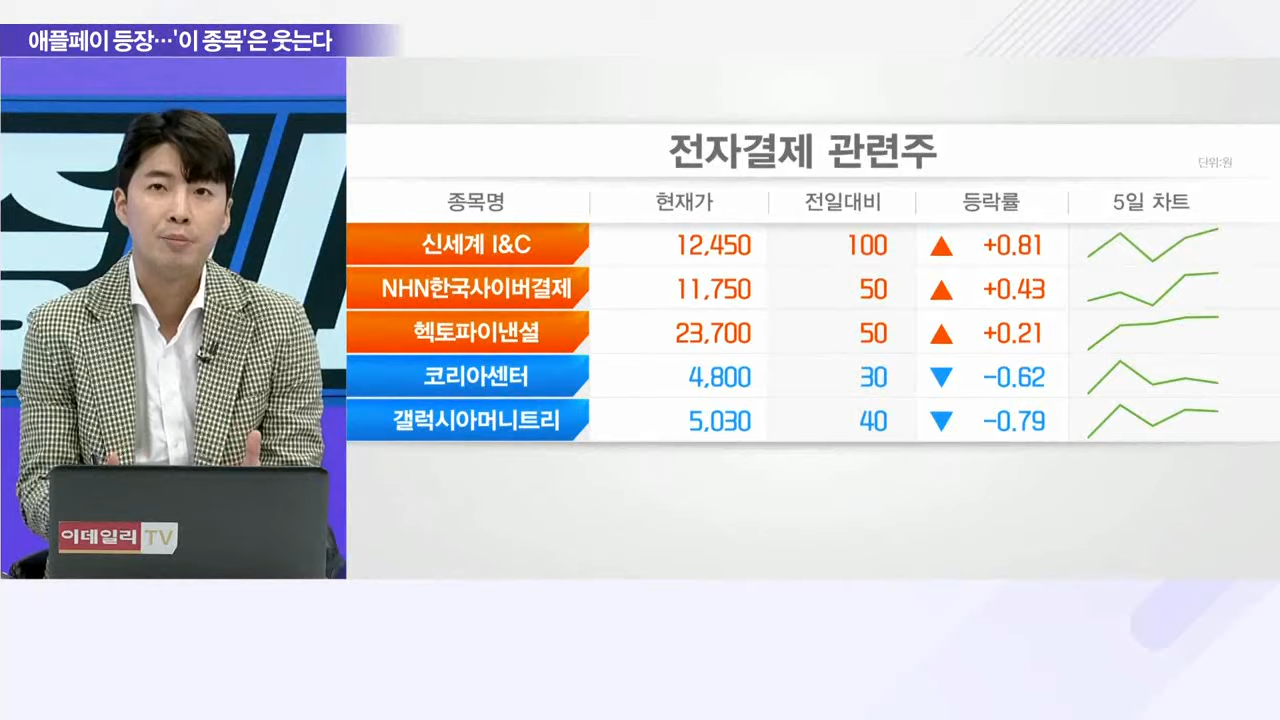 애플페이 등장…'이 종목'은 웃는다
전자결제 관련주
단위:원
종목명 현재가 전일대비 등락률 5일 차트
신세계 I&C 12,450 100 ▲ +0.81
NHN한국사이버결제 11,750 50 ▲ +0.43
헥토파이낸셜 23,700 50 ▲ +0.21
코리아센터 4,800 30 ▼ -0.62
갤럭시아머니트리 5,030 40 ▼ -0.79
이데일리 TV